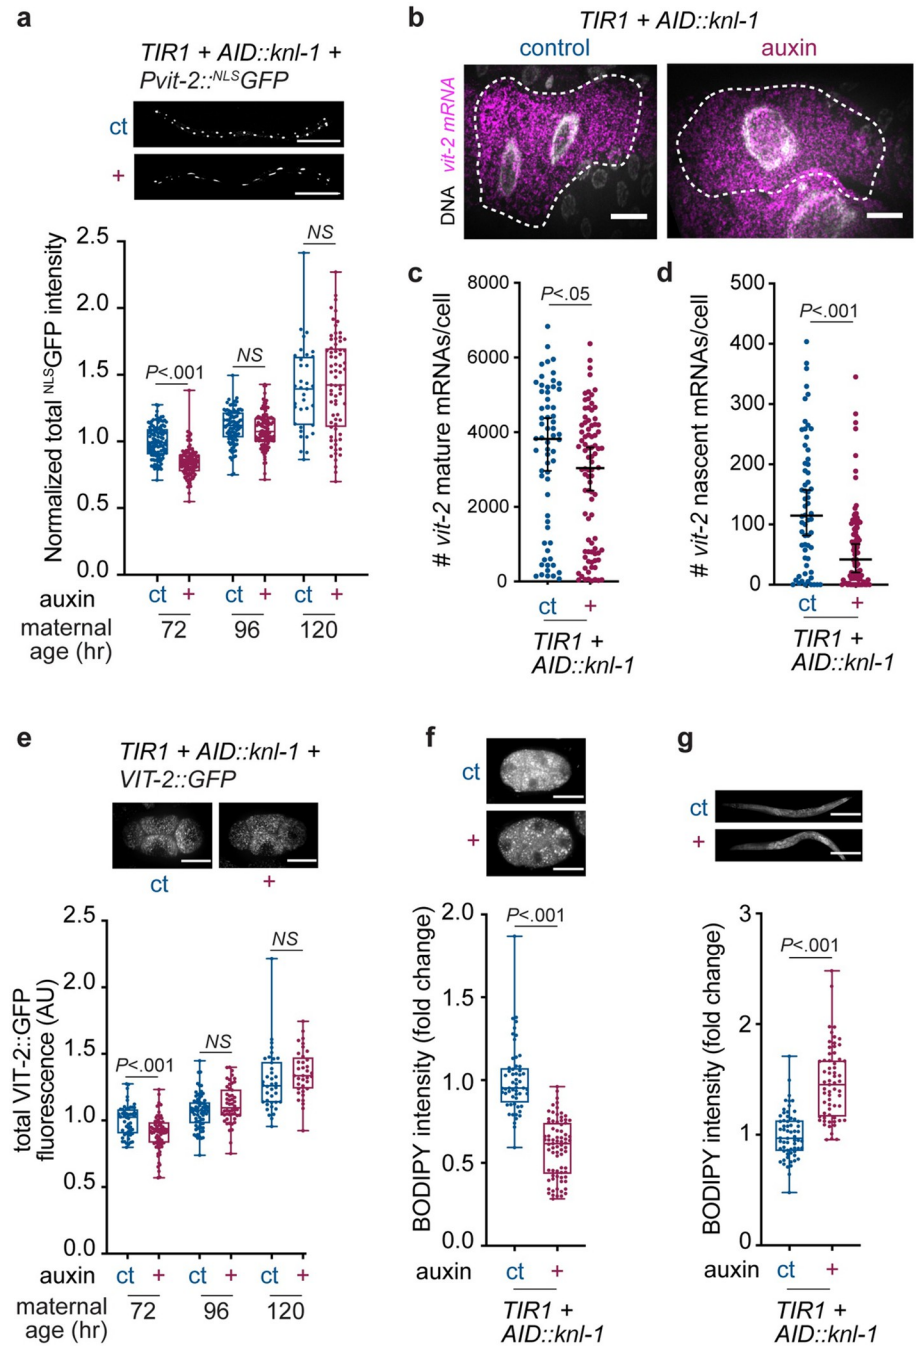 a
TIR1 + AID::knl-1 +
Pvit-2::NLSGFP
ct
+
Normalized total NLSGFP intensity
2.5
2.0
1.5
1.0
0.5
0.0
P<.001
NS
NS
auxin ct + ct + ct +
maternal age (hr) 72 96 120
b
TIR1 + AID::knl-1
control auxin
DNA vit-2 mRNA
c
# vit-2 mature mRNAs/cell
8000
6000
4000
2000
0
P<.05
ct +
TIR1 +
AID::knl-1
d
# vit-2 nascent mRNAs/cell
500
400
300
200
100
0
P<.001
ct +
TIR1 +
AID::knl-1
e
TIR1 + AID::knl-1 +
VIT-2::GFP
ct +
total VIT-2::GFP
fluorescence (AU)
2.5
2.0
1.5
1.0
0.5
0.0
P<.001
NS
NS
auxin ct + ct + ct +
maternal age (hr) 72 96 120
f
ct
+
BODIPY intensity (fold change)
2.0
1.5
1.0
0.5
0.0
P<.001
auxin ct +
TIR1 +
AID::knl-1
g
ct
+
BODIPY intensity (fold change)
3
2
1
0
P<.001
auxin ct +
TIR1 +
AID::knl-1